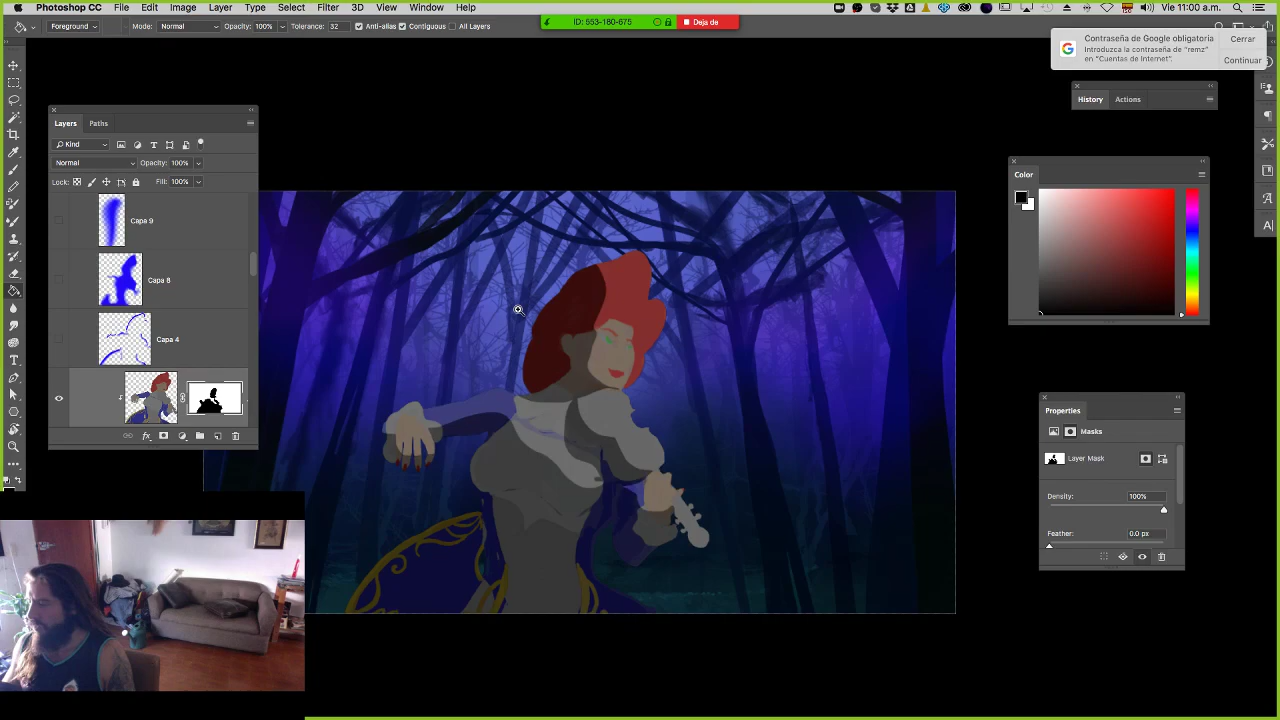 Photoshop CC File Edit Image Layer Type Select Filter 3D View Window Help
Vie 11:00 a.m.
Foreground Mode: Normal Opacity: 100% Tolerance: 32 Anti-alias Contiguous All Layers
ID: 553-180-675 Deja de
Contraseña de Google obligatoria
Introduzca la contraseña de "remz"
en "Cuentas de Internet".
Cerrar
Continuar
History Actions
Layers Paths
Kind
Normal Opacity: 100%
Lock: Fill: 100%
Capa 9
Capa 8
Capa 4
fx
Color
Properties
Masks
Layer Mask
Density: 100%
Feather: 0.0 px